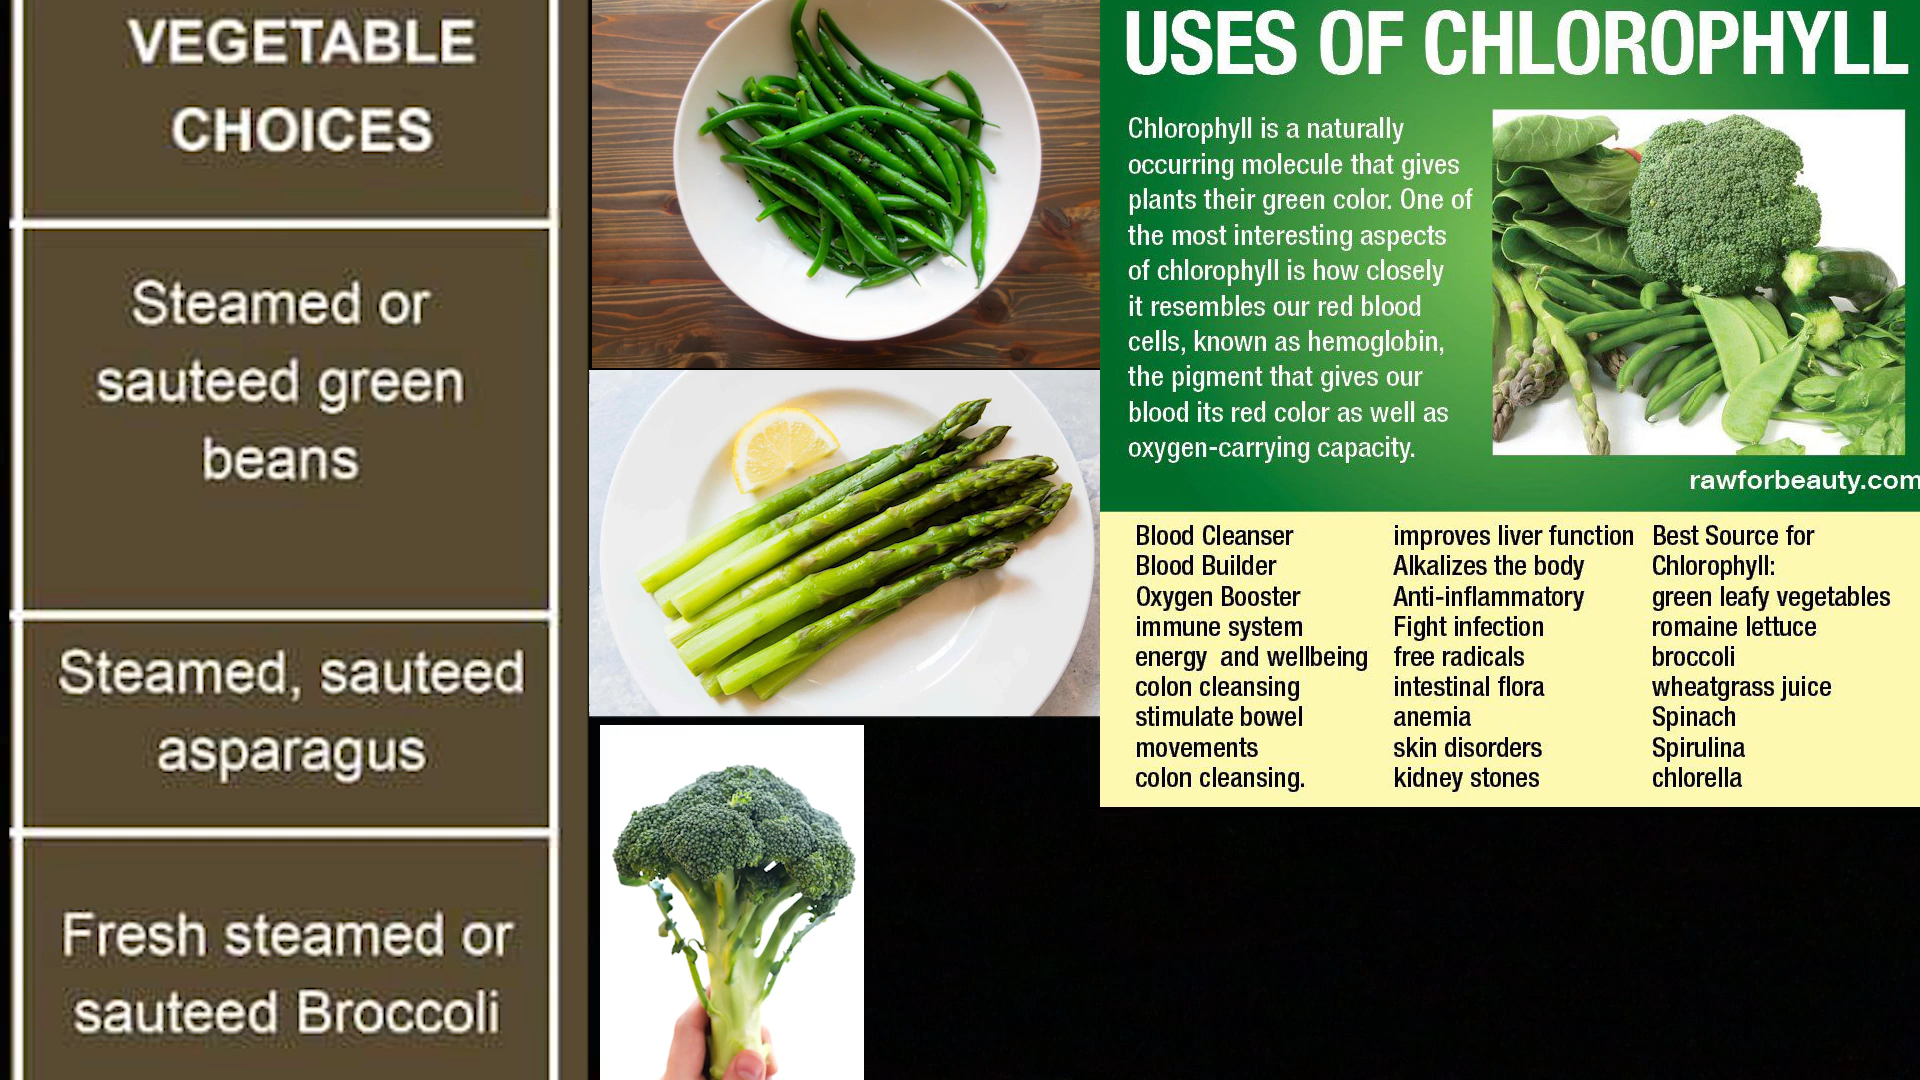 VEGETABLE
CHOICES
Steamed or
sauteed green
beans
Steamed, sauteed
asparagus
Fresh steamed or
sauteed Broccoli
USES OF CHLOROPHYLL
Chlorophyll is a naturally
occurring molecule that gives
plants their green color. One of
the most interesting aspects
of chlorophyll is how closely
it resembles our red blood
cells, known as hemoglobin,
the pigment that gives our
blood its red color as well as
oxygen-carrying capacity.
rawforbeauty.com
Blood Cleanser
Blood Builder
Oxygen Booster
immune system
energy  and wellbeing
colon cleansing
stimulate bowel
movements
colon cleansing.
improves liver function
Alkalizes the body
Anti-inflammatory
Fight infection
free radicals
intestinal flora
anemia
skin disorders
kidney stones
Best Source for
Chlorophyll:
green leafy vegetables
romaine lettuce
broccoli
wheatgrass juice
Spinach
Spirulina
chlorella